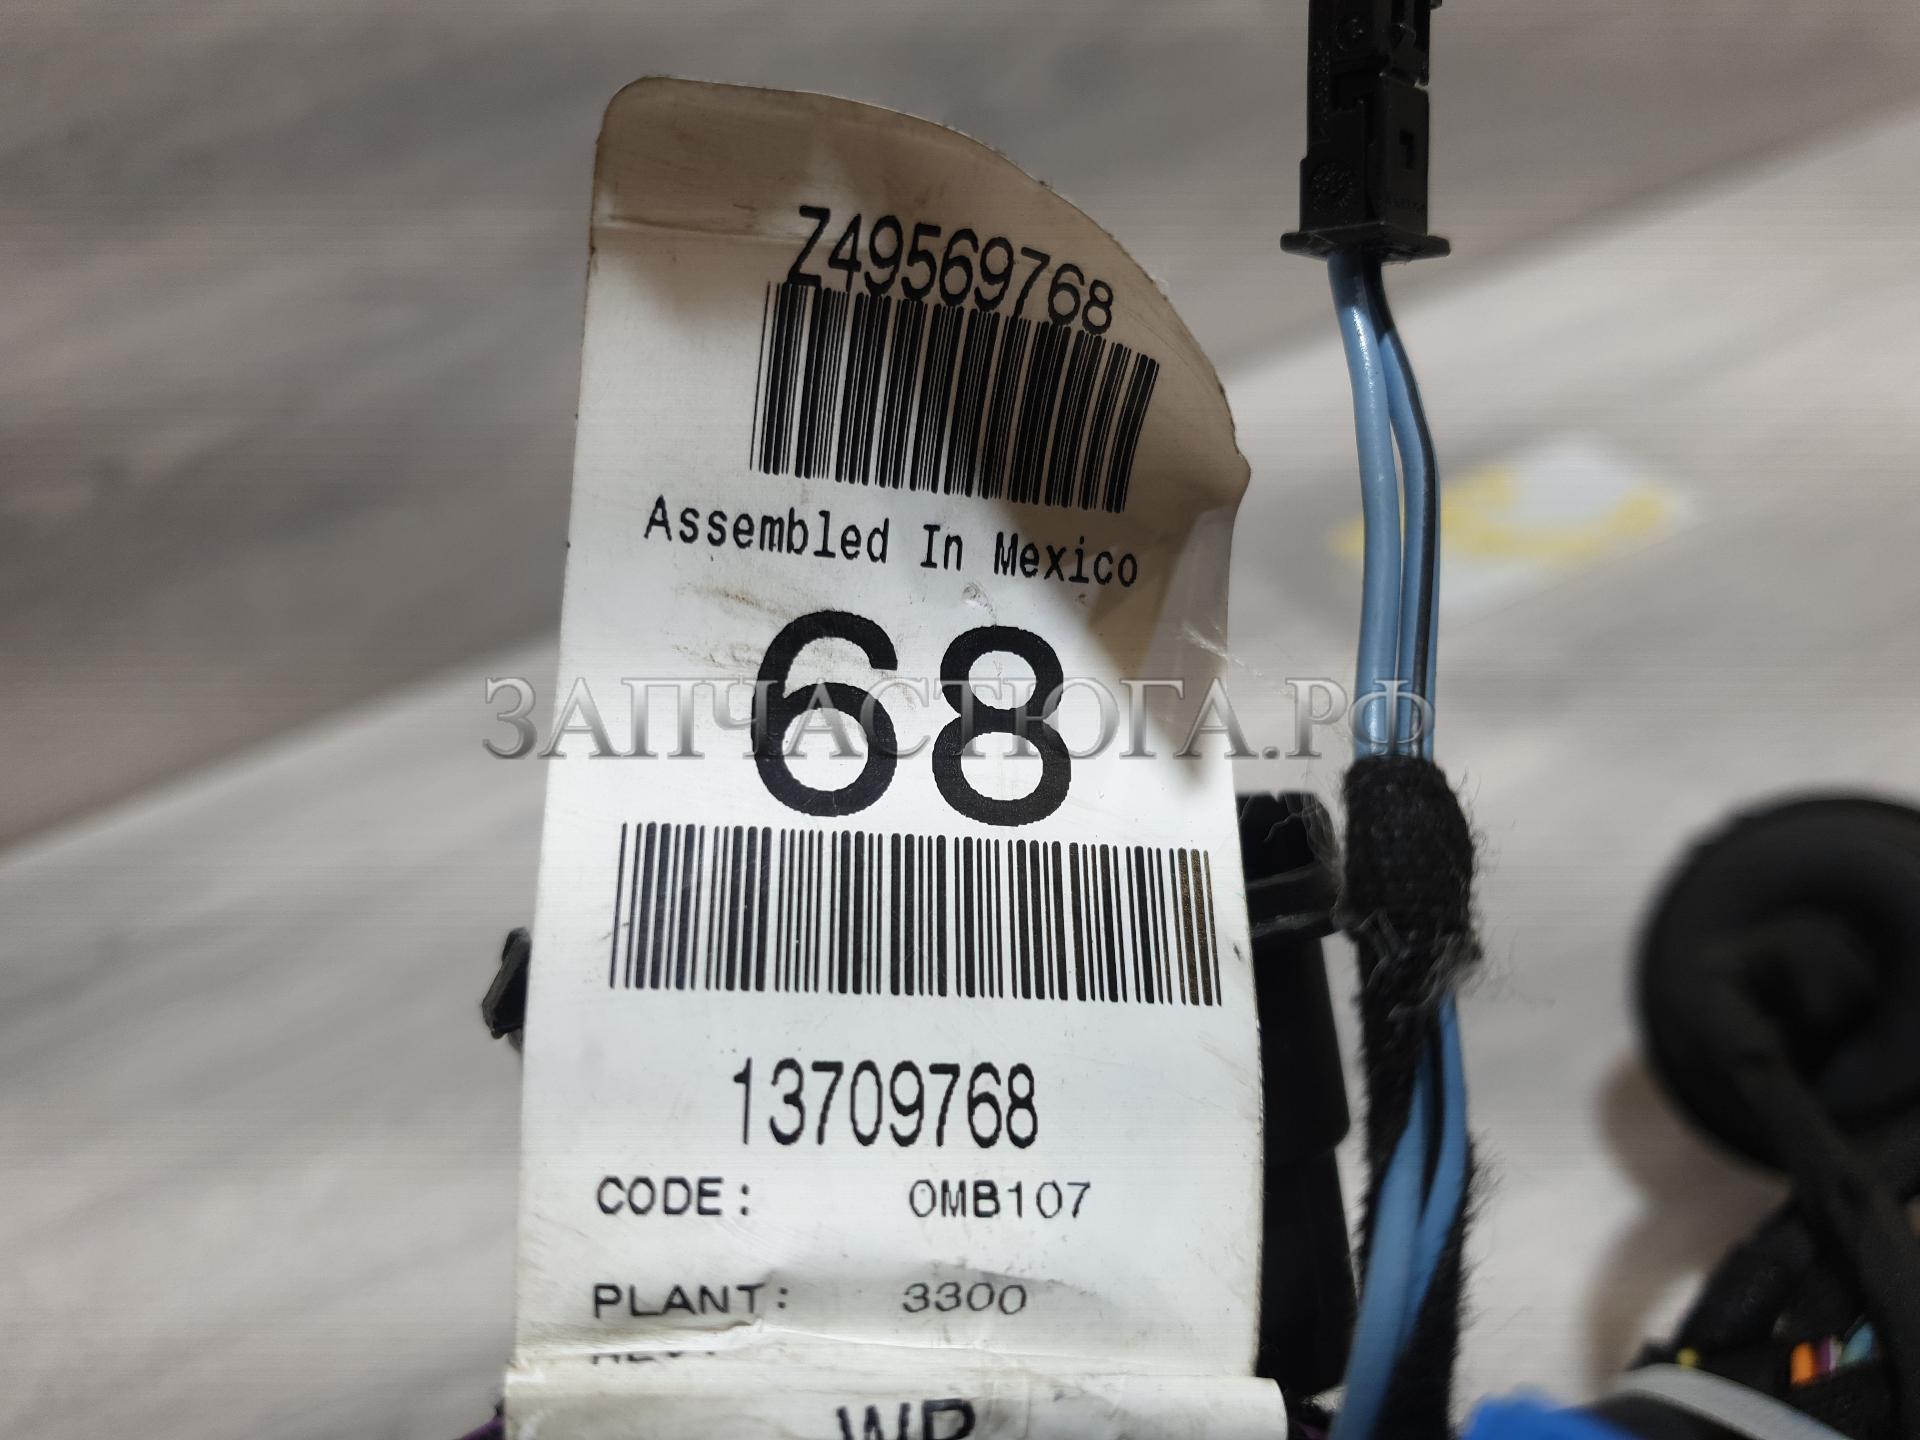 Z49569768
Assembled In Mexico
68
ЗАПЧАСТЮГА.РФ
13709768
CODE: 0MB107
PLANT: 3300